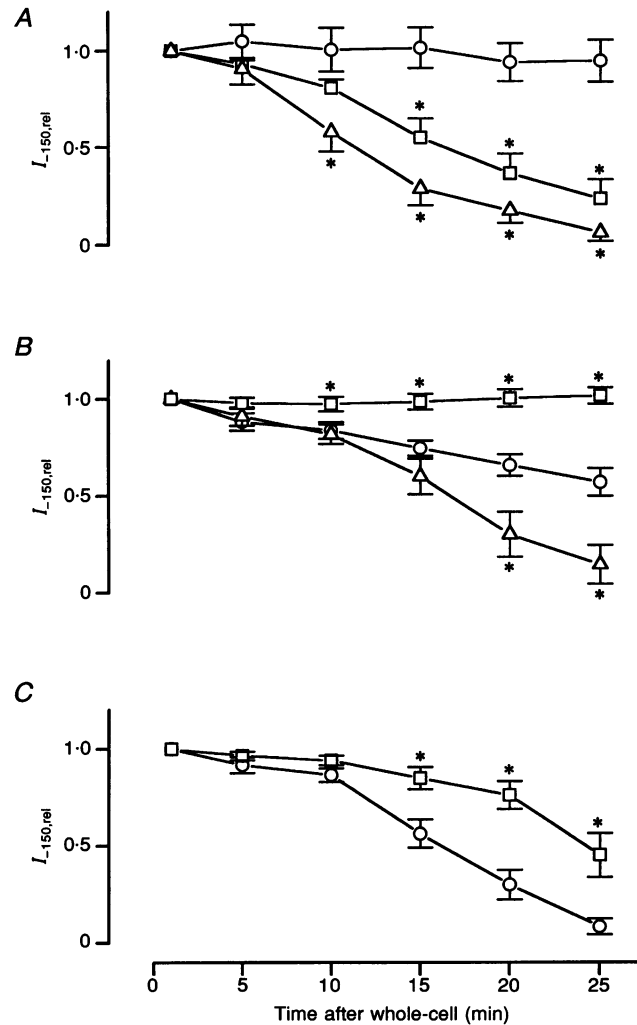 A
1·0
0·5
0
I–150,rel
* * * * * * *
B
1·0
0·5
0
I–150,rel
* * * * * *
C
1·0
0·5
0
I–150,rel
* * *
0 5 10 15 20 25
Time after whole-cell (min)